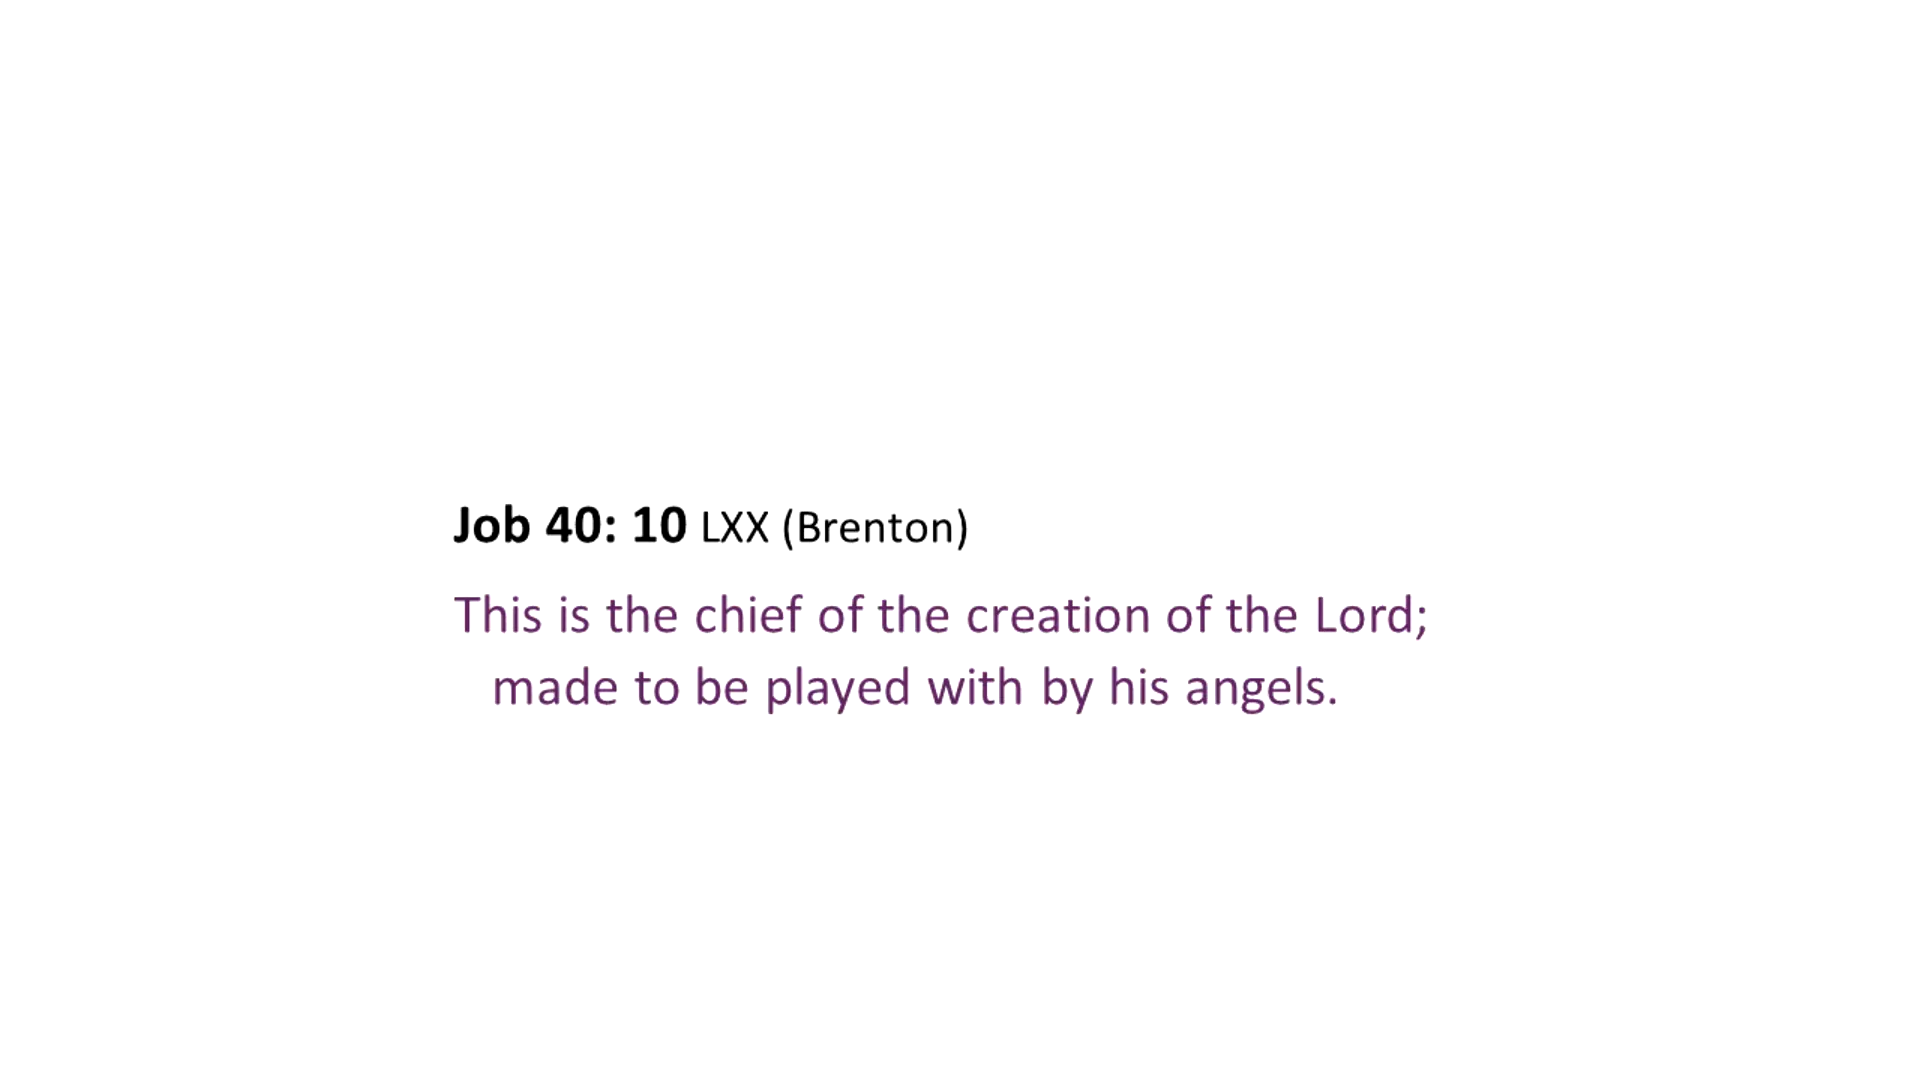 Job 40: 10 LXX (Brenton)
This is the chief of the creation of the Lord;
made to be played with by his angels.